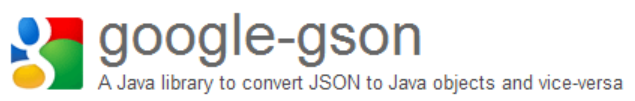 google-gson
A Java library to convert JSON to Java objects and vice-versa